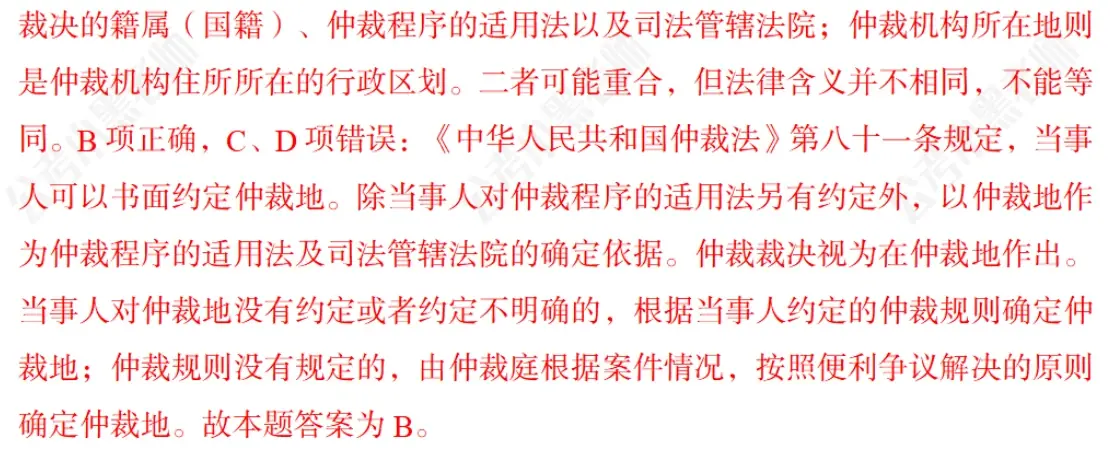 裁决的籍属（国籍）、仲裁程序的适用法以及司法管辖法院；仲裁机构所在地则
是仲裁机构住所所在的行政区划。二者可能重合，但法律含义并不相同，不能等
同。B 项正确，C、D 项错误：《中华人民共和国仲裁法》第八十一条规定，当事
人可以书面约定仲裁地。除当事人对仲裁程序的适用法另有约定外，以仲裁地作
为仲裁程序的适用法及司法管辖法院的确定依据。仲裁裁决视为在仲裁地作出。
当事人对仲裁地没有约定或者约定不明确的，根据当事人约定的仲裁规则确定仲
裁地；仲裁规则没有规定的，由仲裁庭根据案件情况，按照便利争议解决的原则
确定仲裁地。故本题答案为 B。